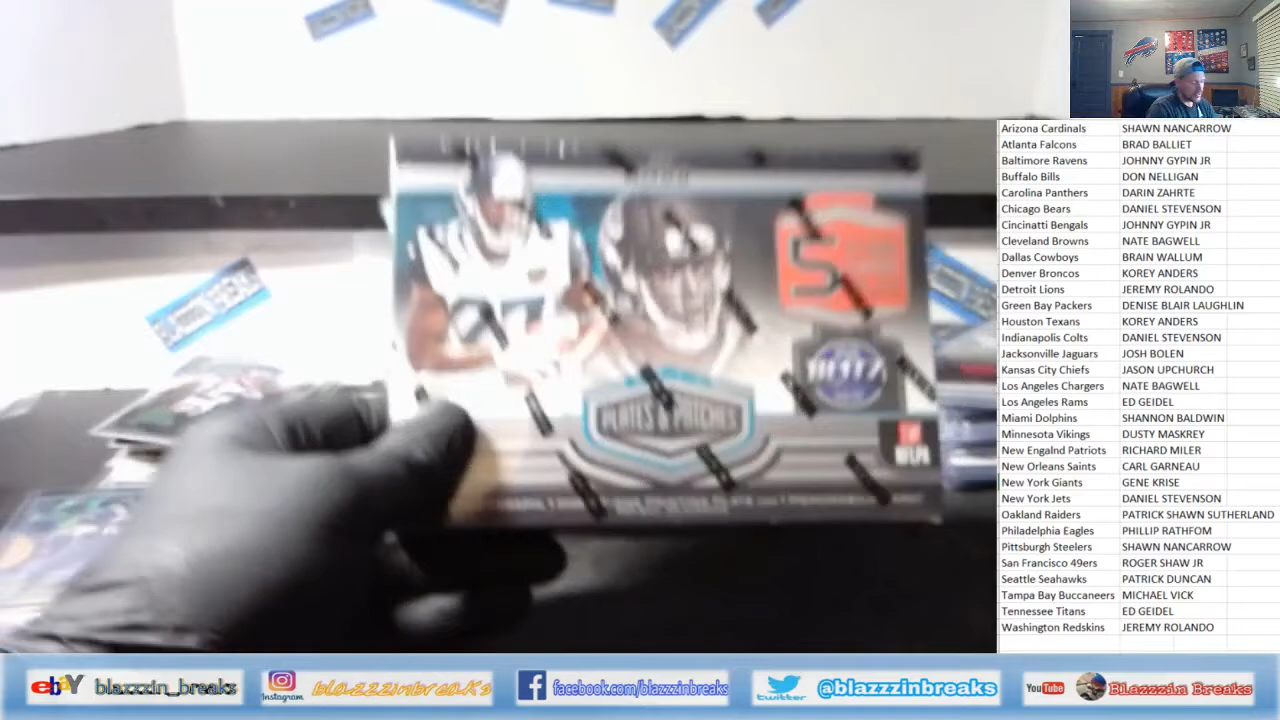 Arizona Cardinals SHAWN NANCARROW
Atlanta Falcons BRAD BALLIET
Baltimore Ravens JOHNNY GYPIN JR
Buffalo Bills DON NELLIGAN
Carolina Panthers DARIN ZAHRTE
Chicago Bears DANIEL STEVENSON
Cincinatti Bengals JOHNNY GYPIN JR
Cleveland Browns NATE BAGWELL
Dallas Cowboys BRAIN WALLUM
Denver Broncos KOREY ANDERS
Detroit Lions JEREMY ROLANDO
Green Bay Packers DENISE BLAIR LAUGHLIN
Houston Texans KOREY ANDERS
Indianapolis Colts DANIEL STEVENSON
Jacksonville Jaguars JOSH BOLEN
Kansas City Chiefs JASON UPCHURCH
Los Angeles Chargers NATE BAGWELL
Los Angeles Rams ED GEIDEL
Miami Dolphins SHANNON BALDWIN
Minnesota Vikings DUSTY MASKREY
New Engalnd Patriots RICHARD MILER
New Orleans Saints CARL GARNEAU
New York Giants GENE KRISE
New York Jets DANIEL STEVENSON
Oakland Raiders PATRICK SHAWN SUTHERLAND
Philadelphia Eagles PHILLIP RATHFOM
Pittsburgh Steelers SHAWN NANCARROW
San Francisco 49ers ROGER SHAW JR
Seattle Seahawks PATRICK DUNCAN
Tampa Bay Buccaneers MICHAEL VICK
Tennessee Titans ED GEIDEL
Washington Redskins JEREMY ROLANDO
5
PLATES & PATCHES
NFLPA
ebay blazzzin_breaks
Instagram blazzzinbreaks
facebook.com/blazzzinbreaks
twitter @blazzzinbreaks
YouTube Blazzzin Breaks